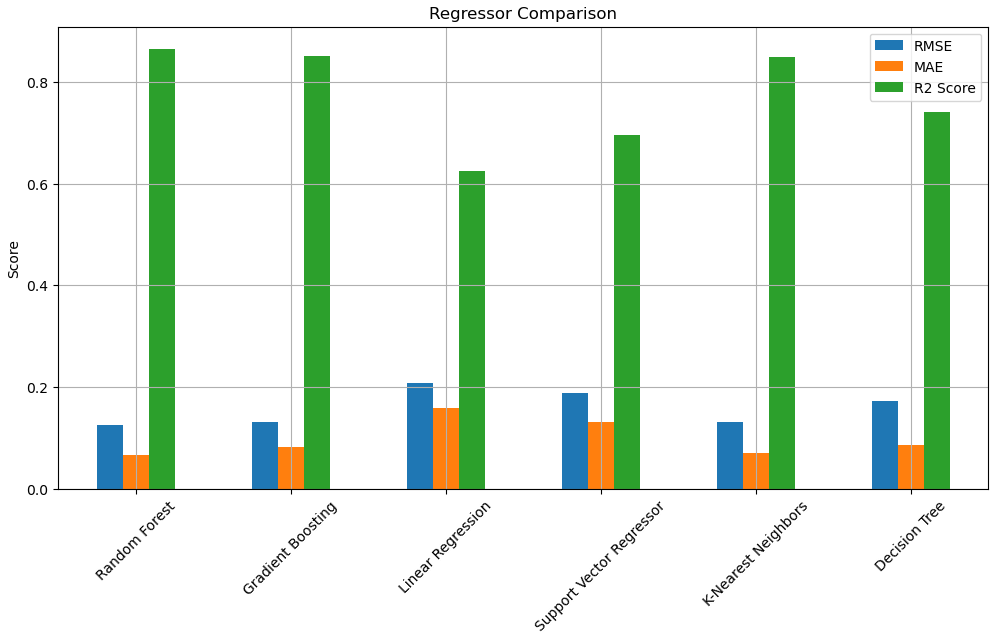 Regressor Comparison
RMSE
MAE
R2 Score
Score
0.8
0.6
0.4
0.2
0.0
Random Forest
Gradient Boosting
Linear Regression
Support Vector Regressor
K-Nearest Neighbors
Decision Tree